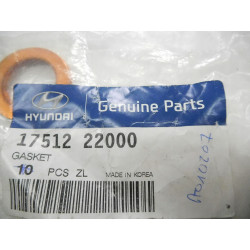 HYUNDAI Genuine Parts
17512 22000
GASKET
10 PCS ZL MADE IN KOREA